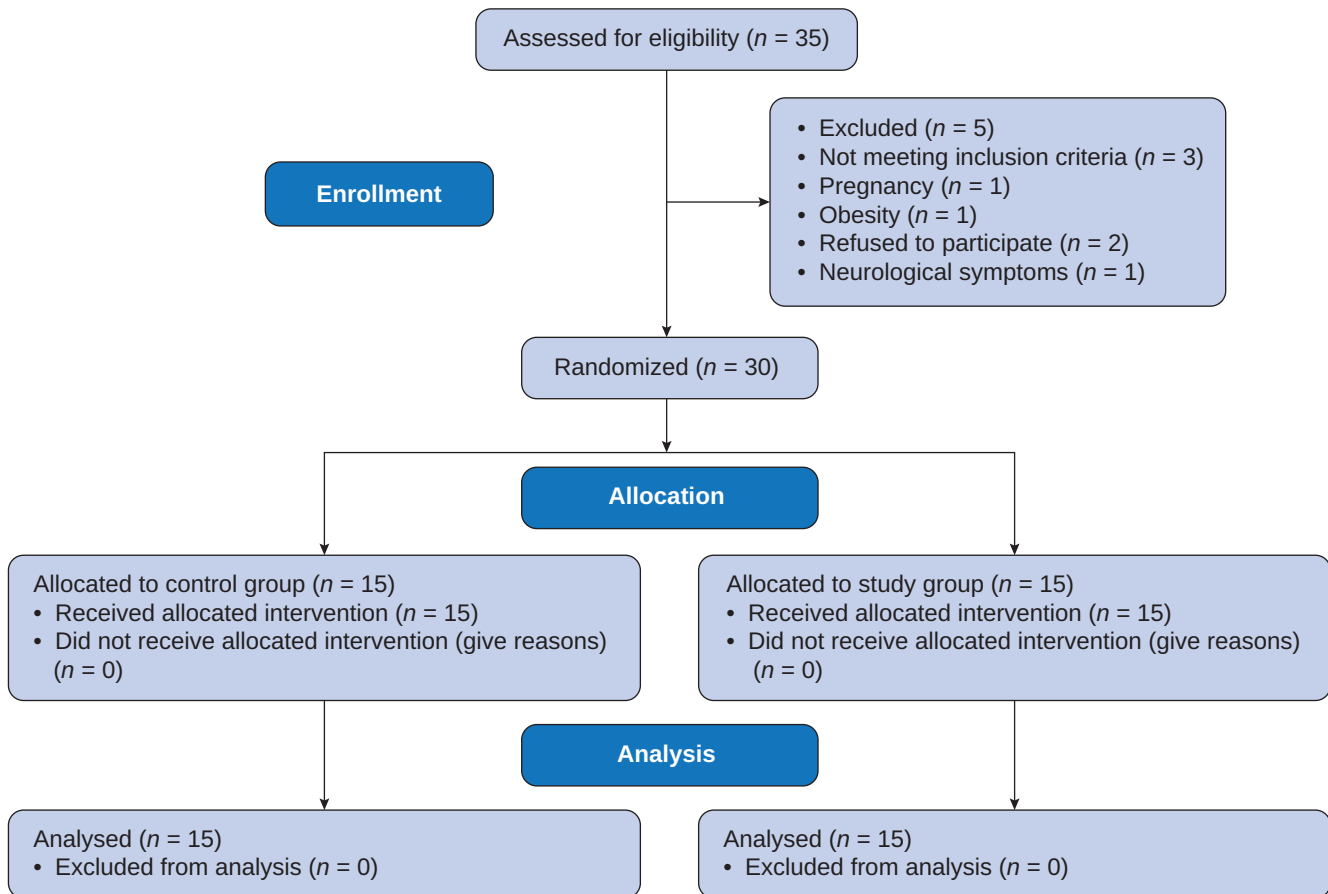 Assessed for eligibility (n = 35)
• Excluded (n = 5)
• Not meeting inclusion criteria (n = 3)
• Pregnancy (n = 1)
• Obesity (n = 1)
• Refused to participate (n = 2)
• Neurological symptoms (n = 1)
Enrollment
Randomized (n = 30)
Allocation
Allocated to control group (n = 15)
• Received allocated intervention (n = 15)
• Did not receive allocated intervention (give reasons)
(n = 0)
Allocated to study group (n = 15)
• Received allocated intervention (n = 15)
• Did not receive allocated intervention (give reasons)
(n = 0)
Analysis
Analysed (n = 15)
• Excluded from analysis (n = 0)
Analysed (n = 15)
• Excluded from analysis (n = 0)